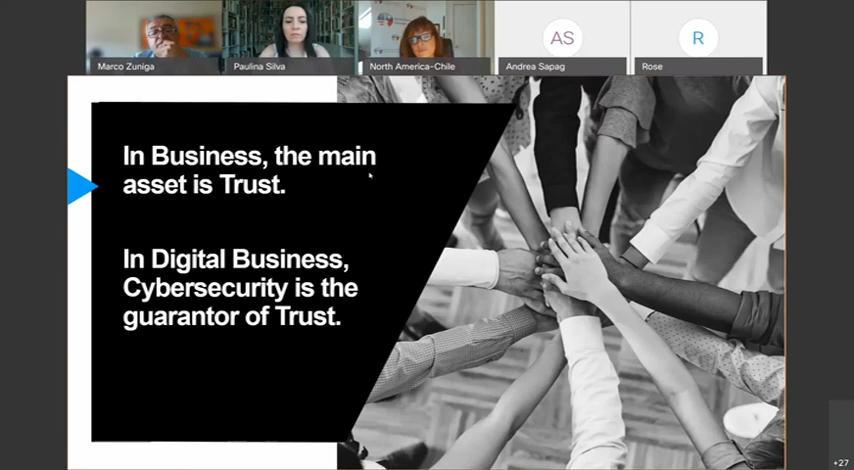 AS
R
Marco Zuniga
Paulina Silva
North America-Chile
Andrea Sapag
Rose
In Business, the main
asset is Trust.
In Digital Business,
Cybersecurity is the
guarantor of Trust.
+27